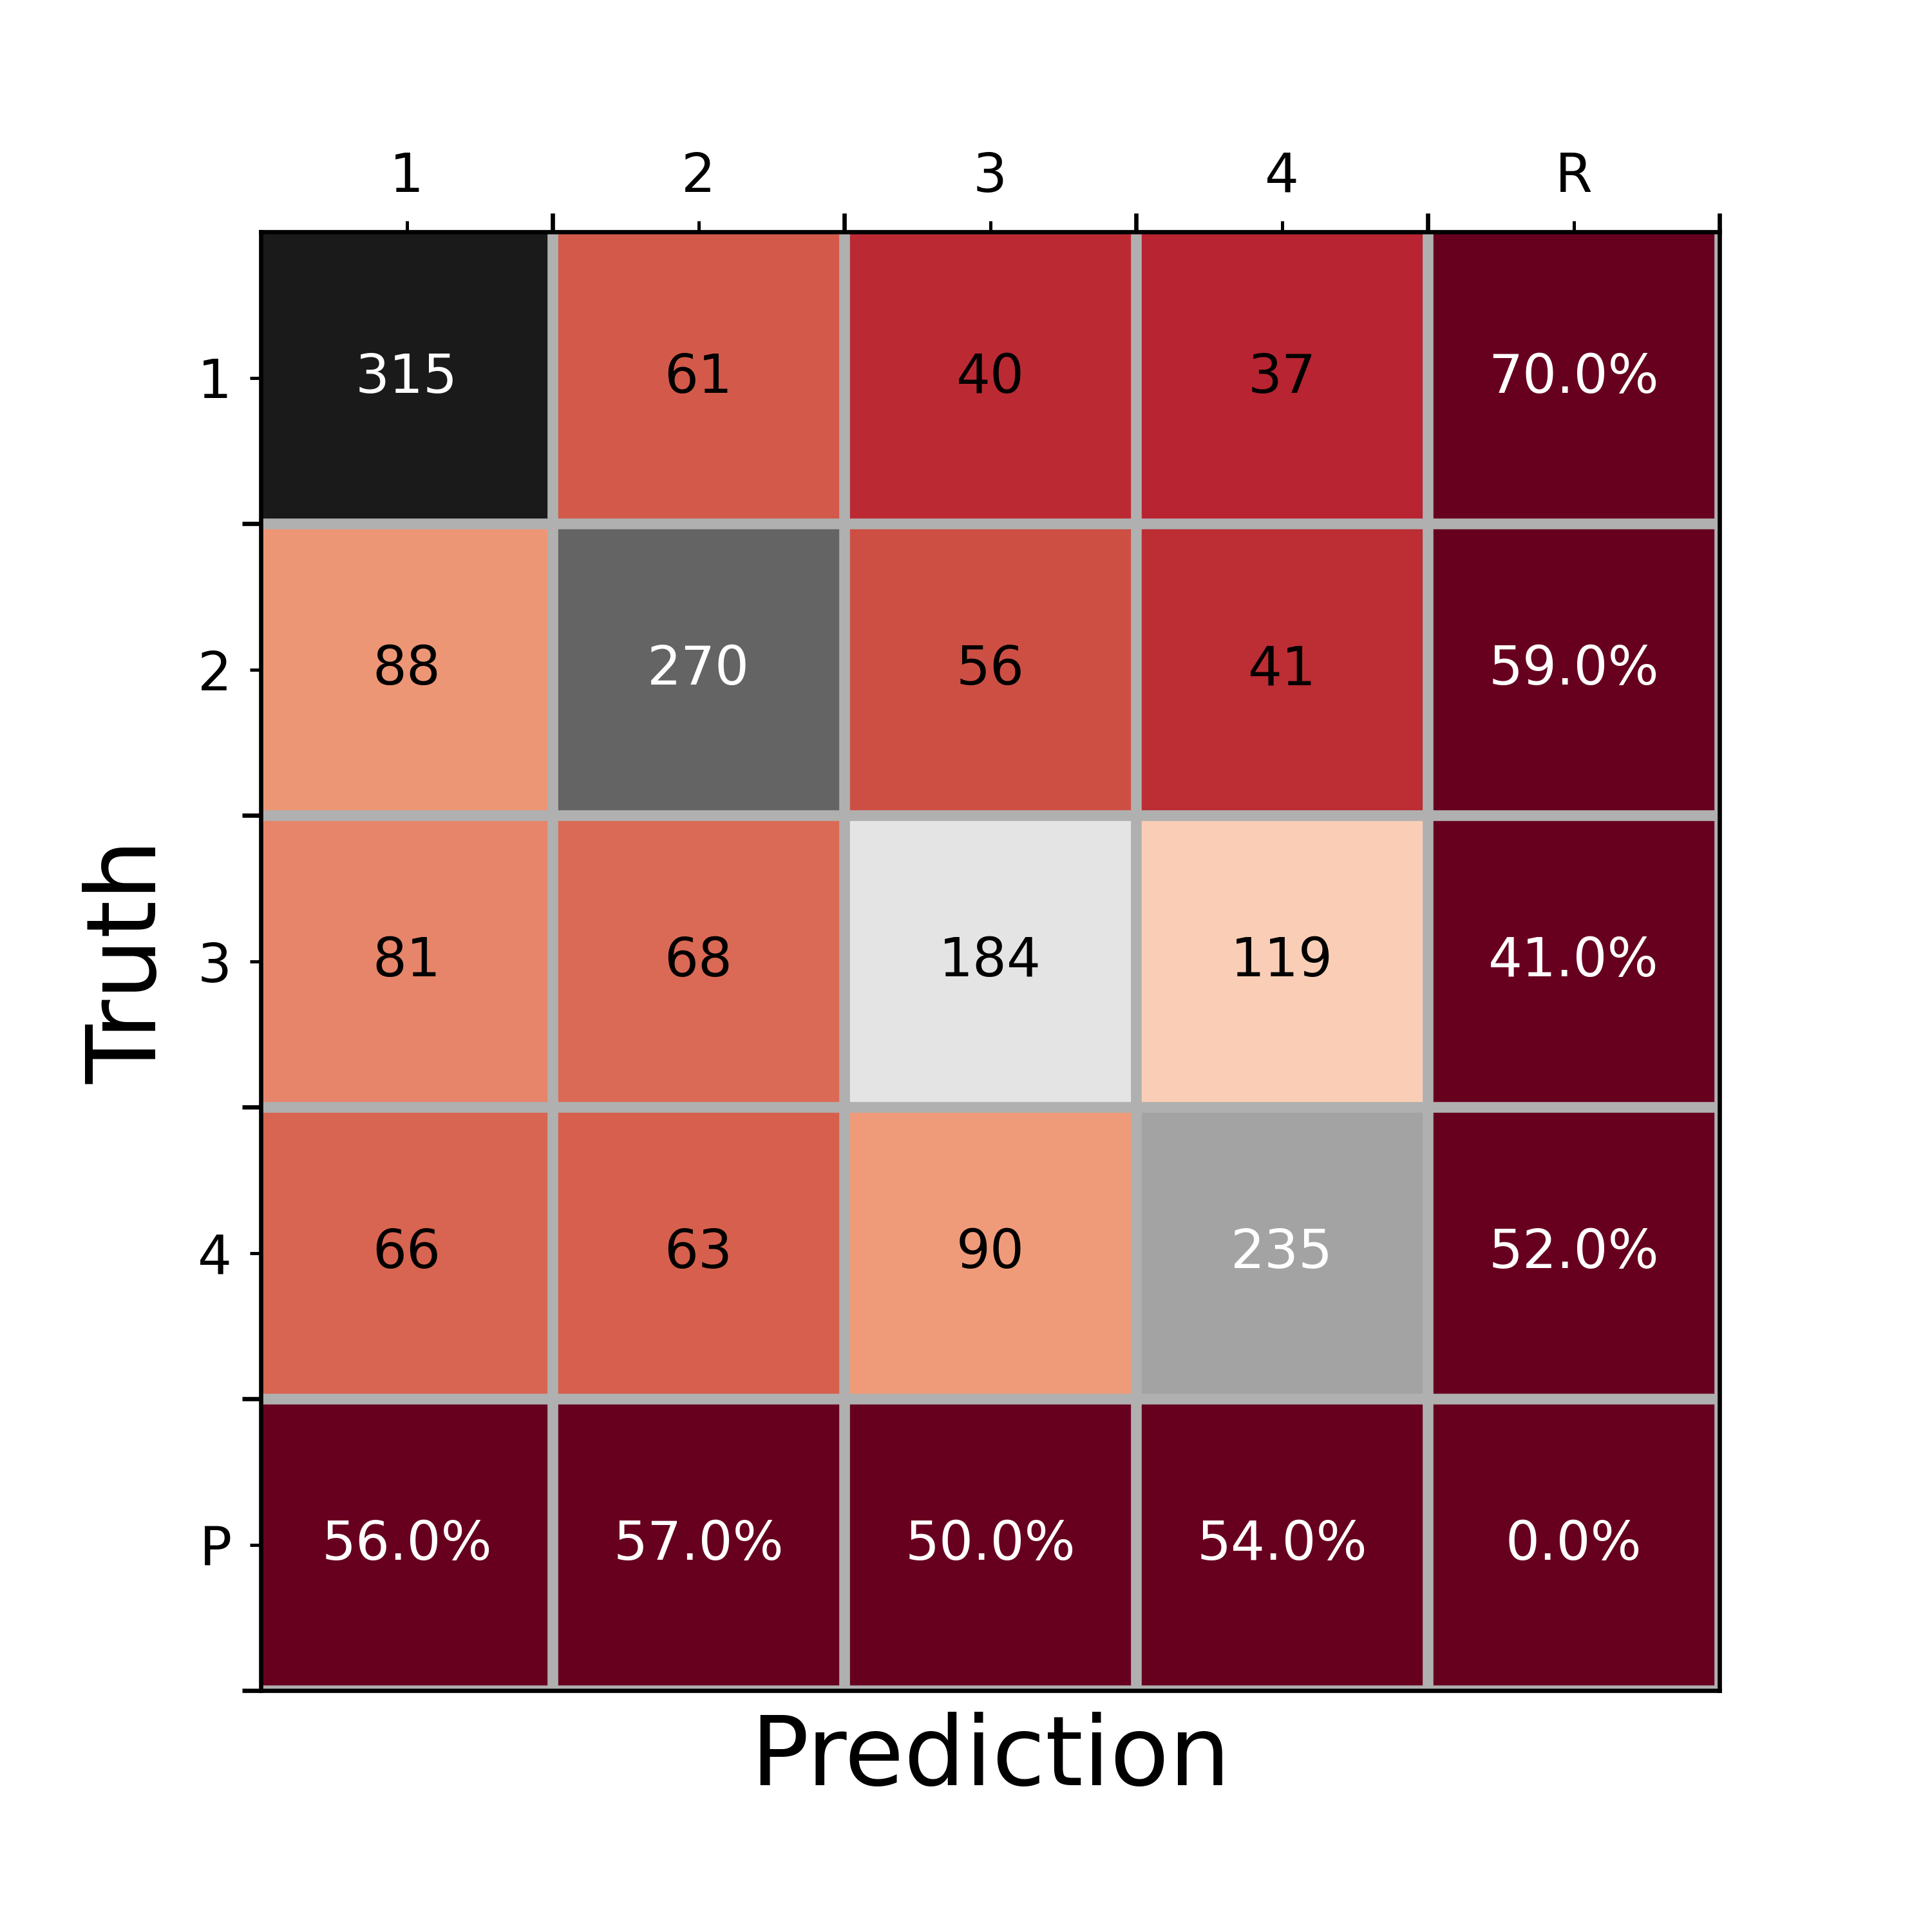 1 2 3 4 R
1 315 61 40 37 70.0%
2 88 270 56 41 59.0%
3 81 68 184 119 41.0%
4 66 63 90 235 52.0%
P 56.0% 57.0% 50.0% 54.0% 0.0%
Truth
Prediction